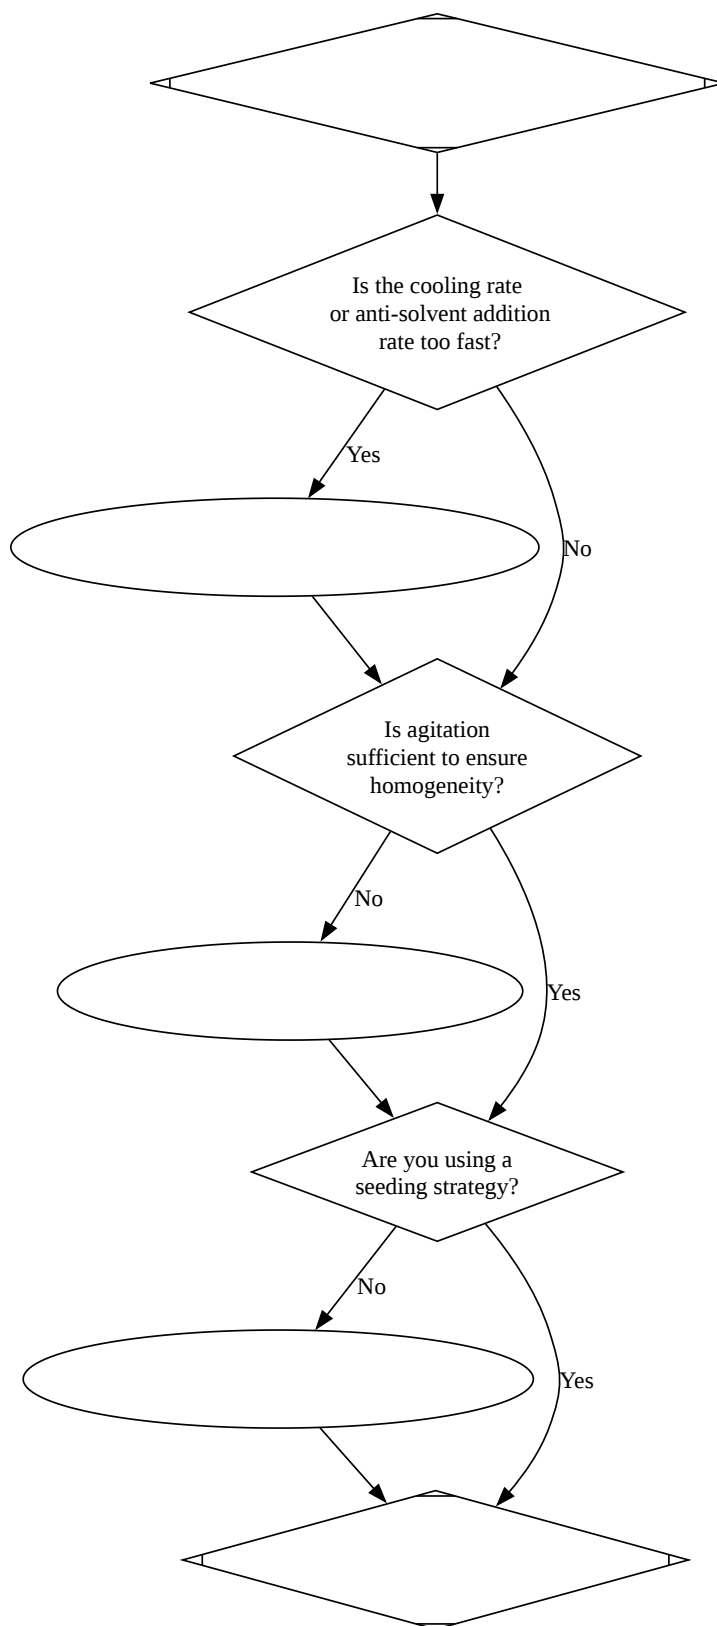 Is the cooling rate
or anti-solvent addition
rate too fast?
Yes
No
Is agitation
sufficient to ensure
homogeneity?
No
Yes
Are you using a
seeding strategy?
No
Yes